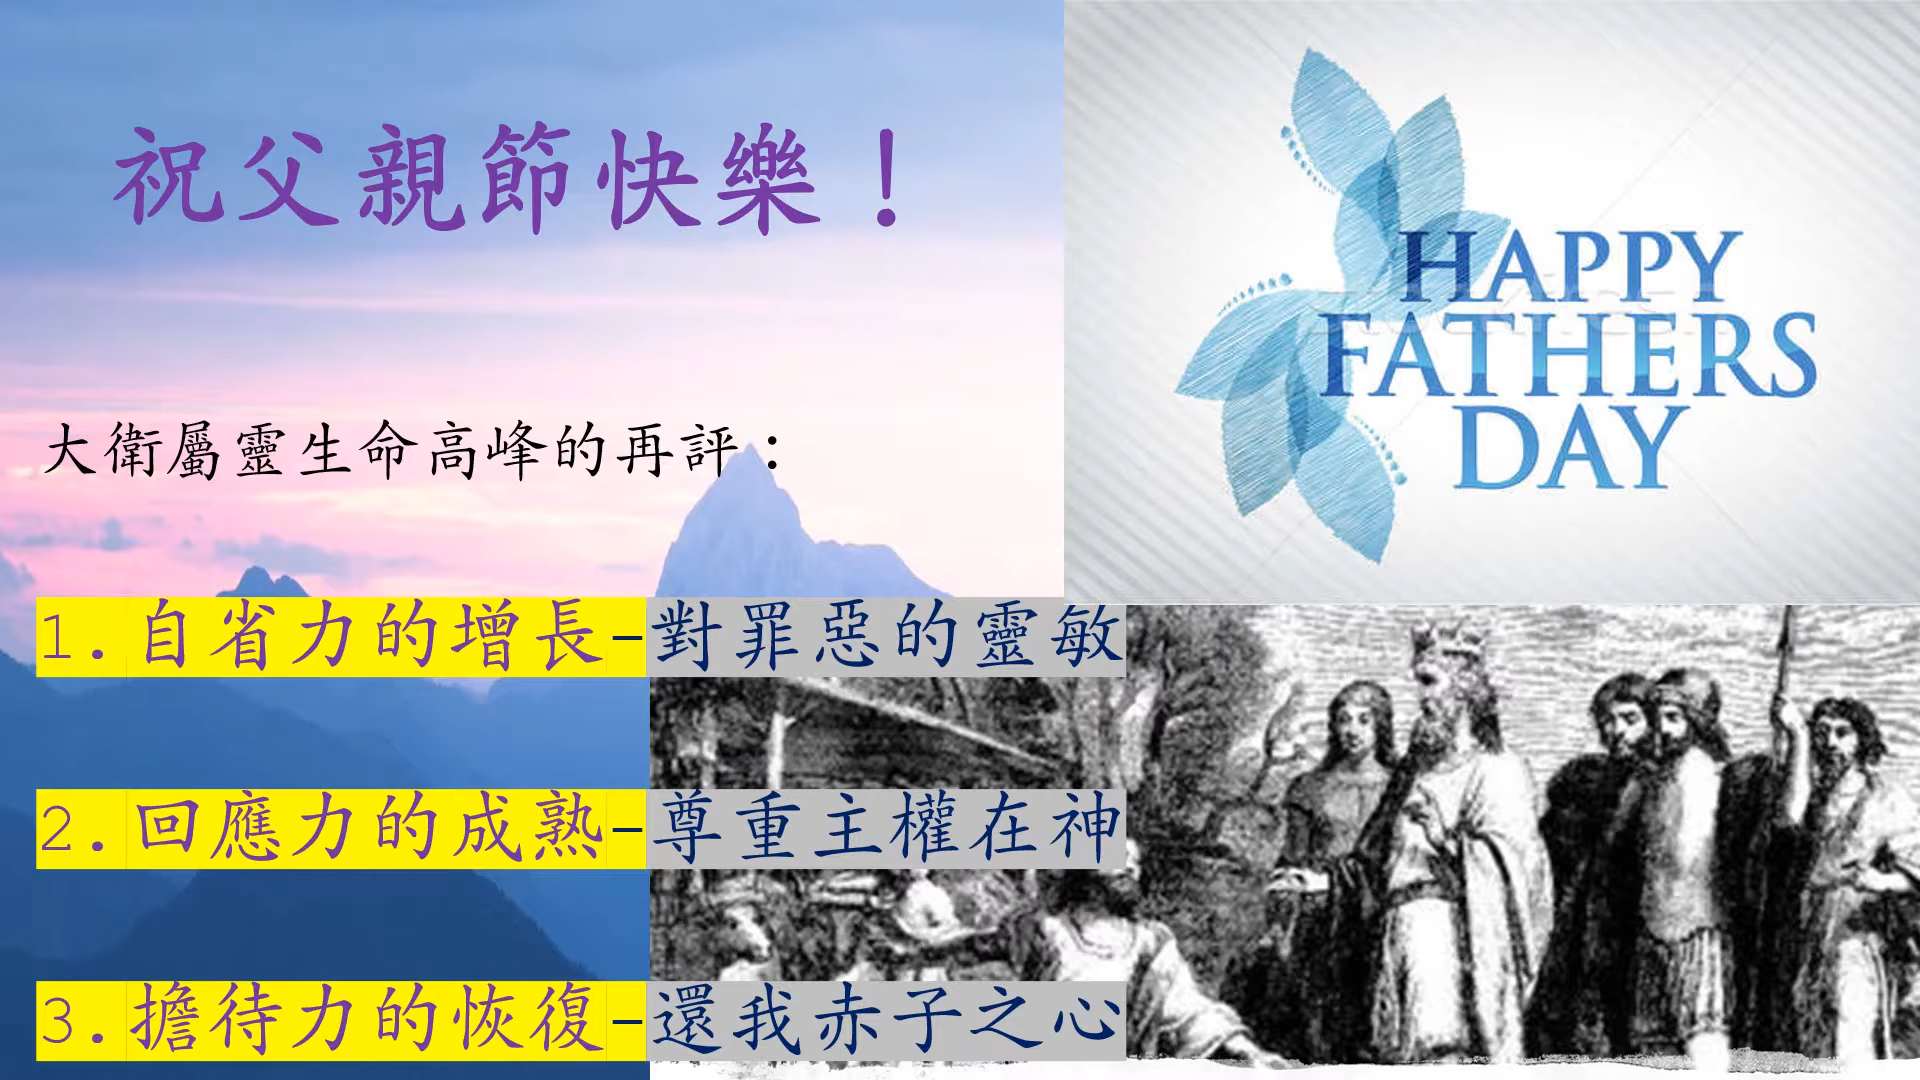 祝父親節快樂！
HAPPY
FATHERS
DAY
大衛屬靈生命高峰的再評：
1.自省力的增長-對罪惡的靈敏
2.回應力的成熟-尊重主權在神
3.擔待力的恢復-還我赤子之心